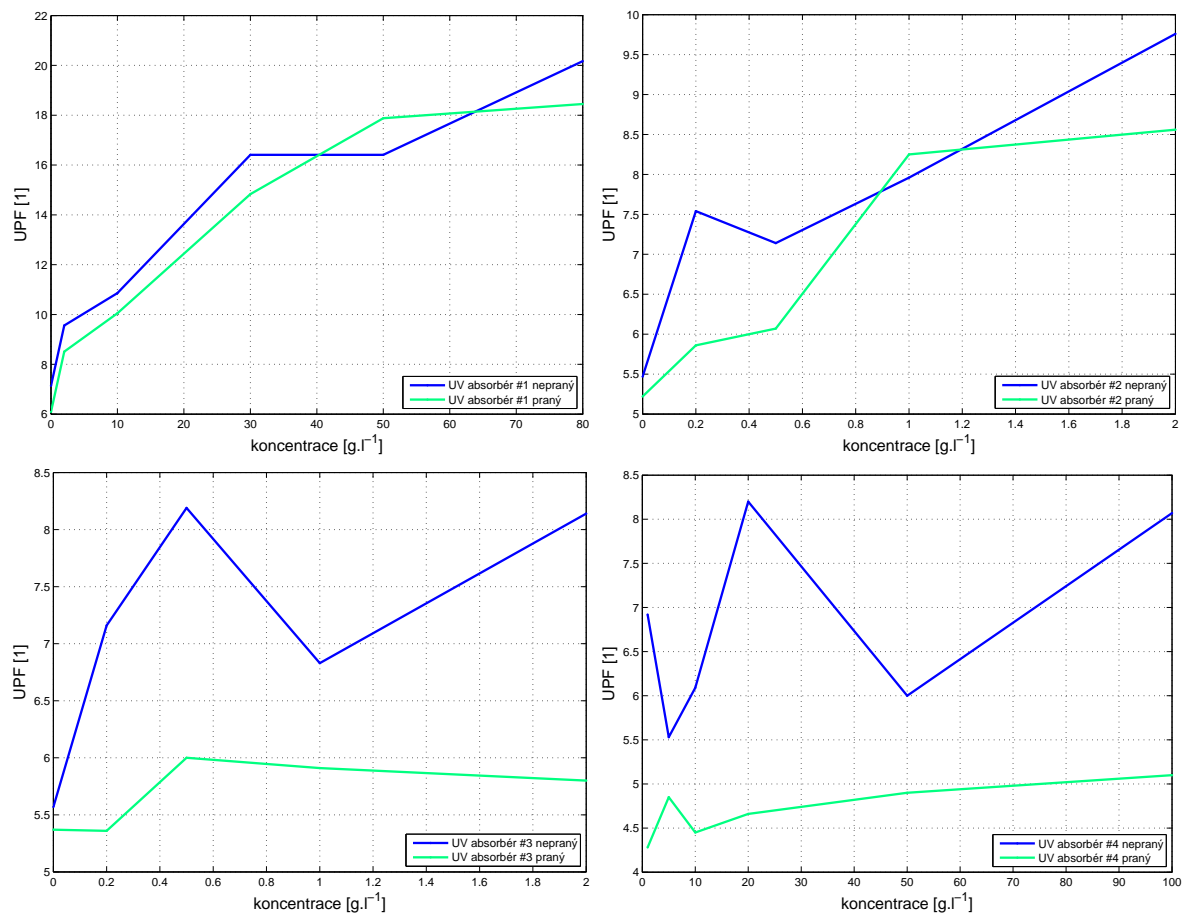 22
20
18
16
14
12
10
8
6
UPF [1]
0 10 20 30 40 50 60 70 80
koncentrace [g.l⁻¹]
UV absorbér #1 nepraný
UV absorbér #1 praný
10
9.5
9
8.5
8
7.5
7
6.5
6
5.5
5
UPF [1]
0 0.2 0.4 0.6 0.8 1 1.2 1.4 1.6 1.8 2
koncentrace [g.l⁻¹]
UV absorbér #2 nepraný
UV absorbér #2 praný
8.5
8
7.5
7
6.5
6
5.5
5
UPF [1]
0 0.2 0.4 0.6 0.8 1 1.2 1.4 1.6 1.8 2
koncentrace [g.l⁻¹]
UV absorbér #3 nepraný
UV absorbér #3 praný
8.5
8
7.5
7
6.5
6
5.5
5
4.5
4
UPF [1]
0 10 20 30 40 50 60 70 80 90 100
koncentrace [g.l⁻¹]
UV absorbér #4 nepraný
UV absorbér #4 praný